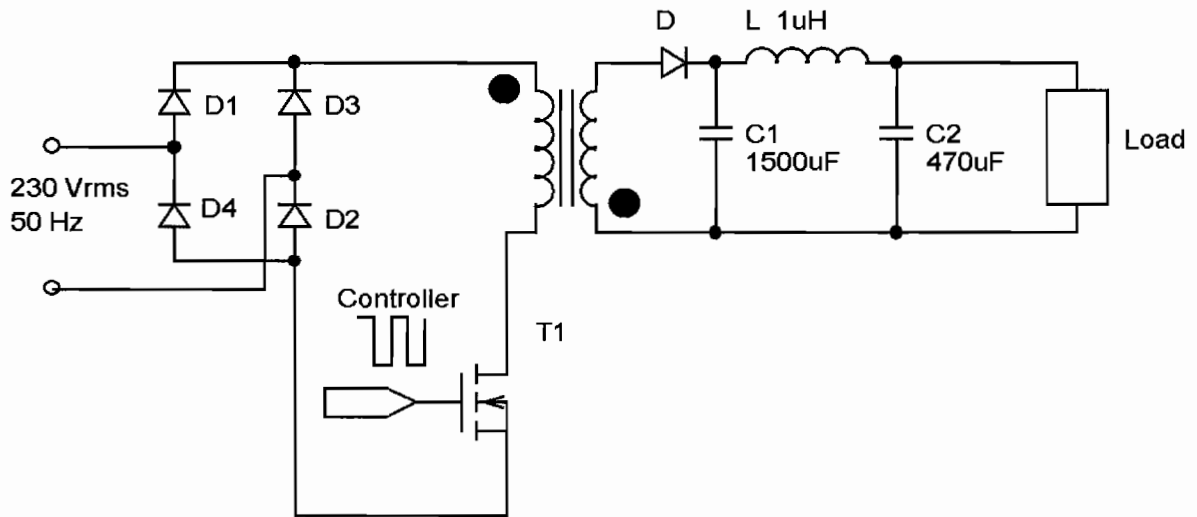 D
L 1uH
D1
D3
C1
1500uF
C2
470uF
Load
230 Vrms
50 Hz
D4
D2
Controller
T1